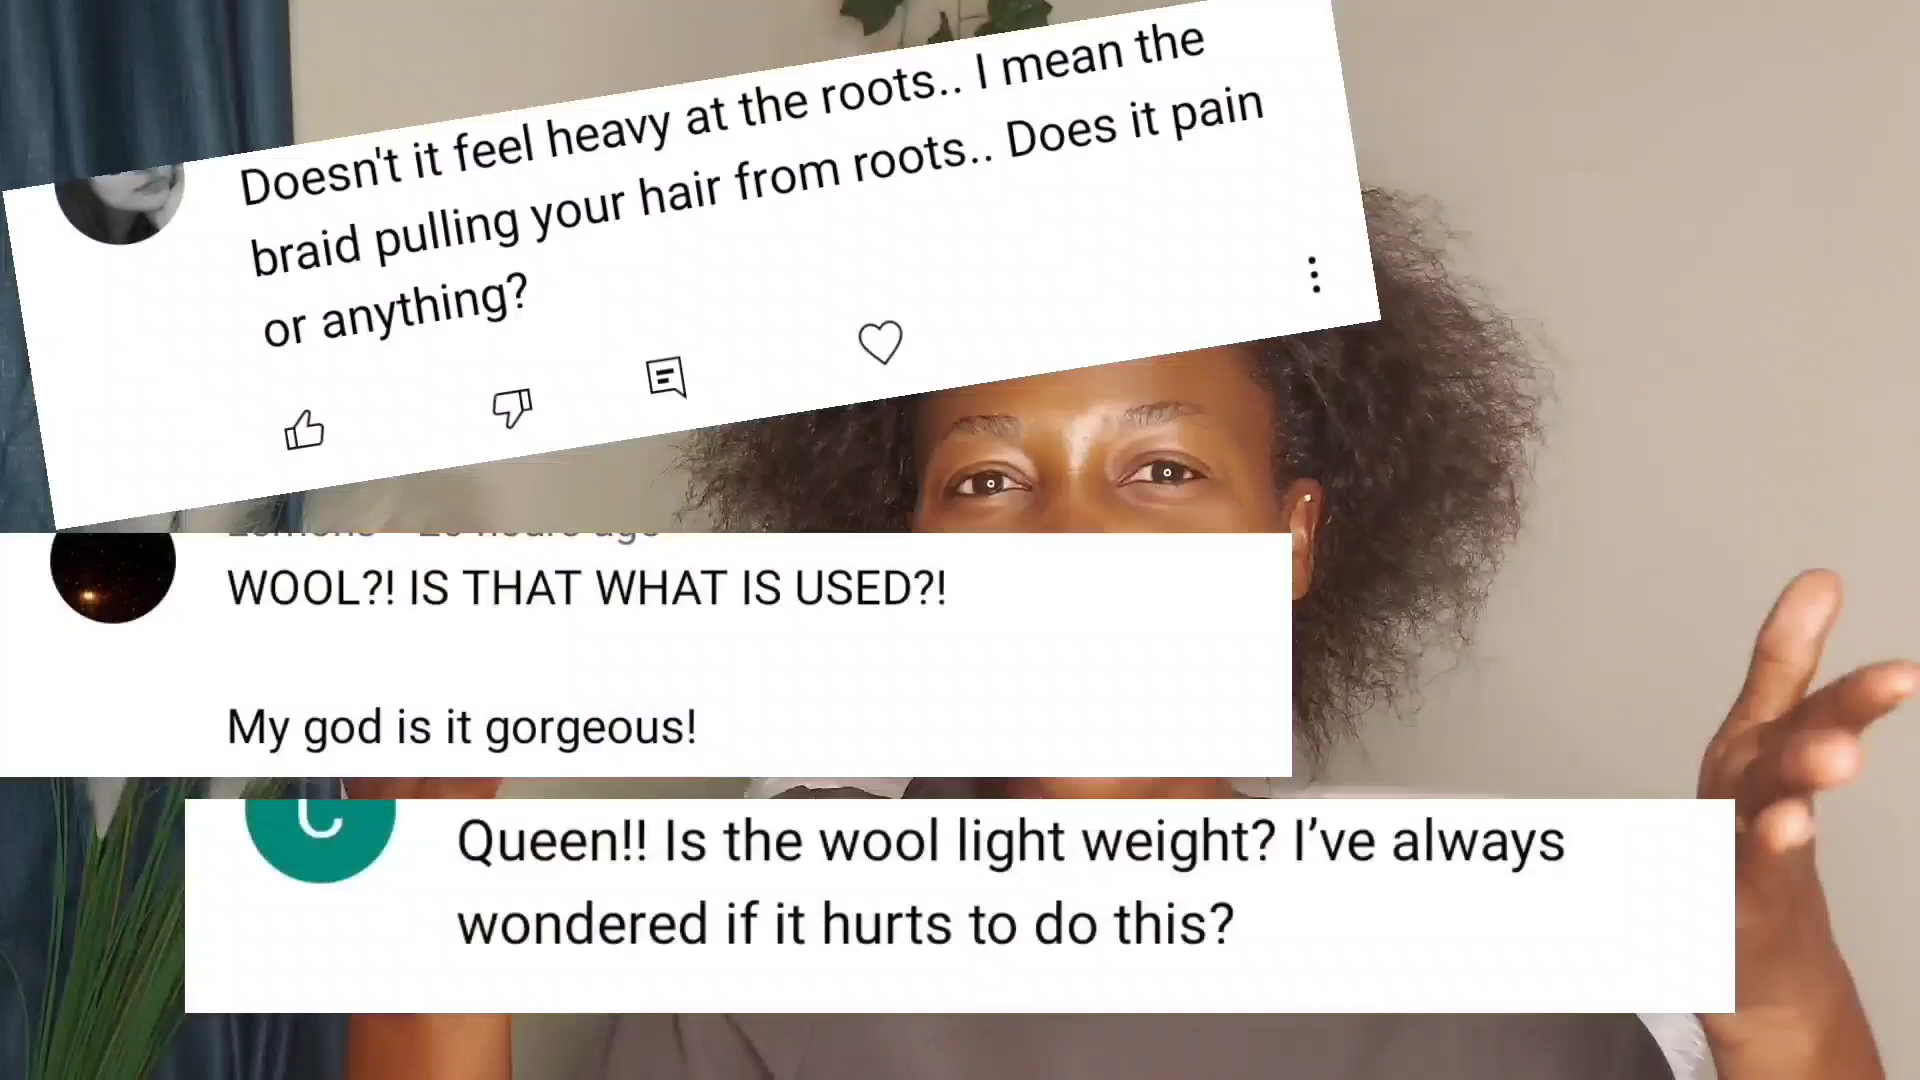 Doesn't it feel heavy at the roots.. I mean the
braid pulling your hair from roots.. Does it pain
or anything?
WOOL?! IS THAT WHAT IS USED?!
My god is it gorgeous!
Queen!! Is the wool light weight? I’ve always
wondered if it hurts to do this?